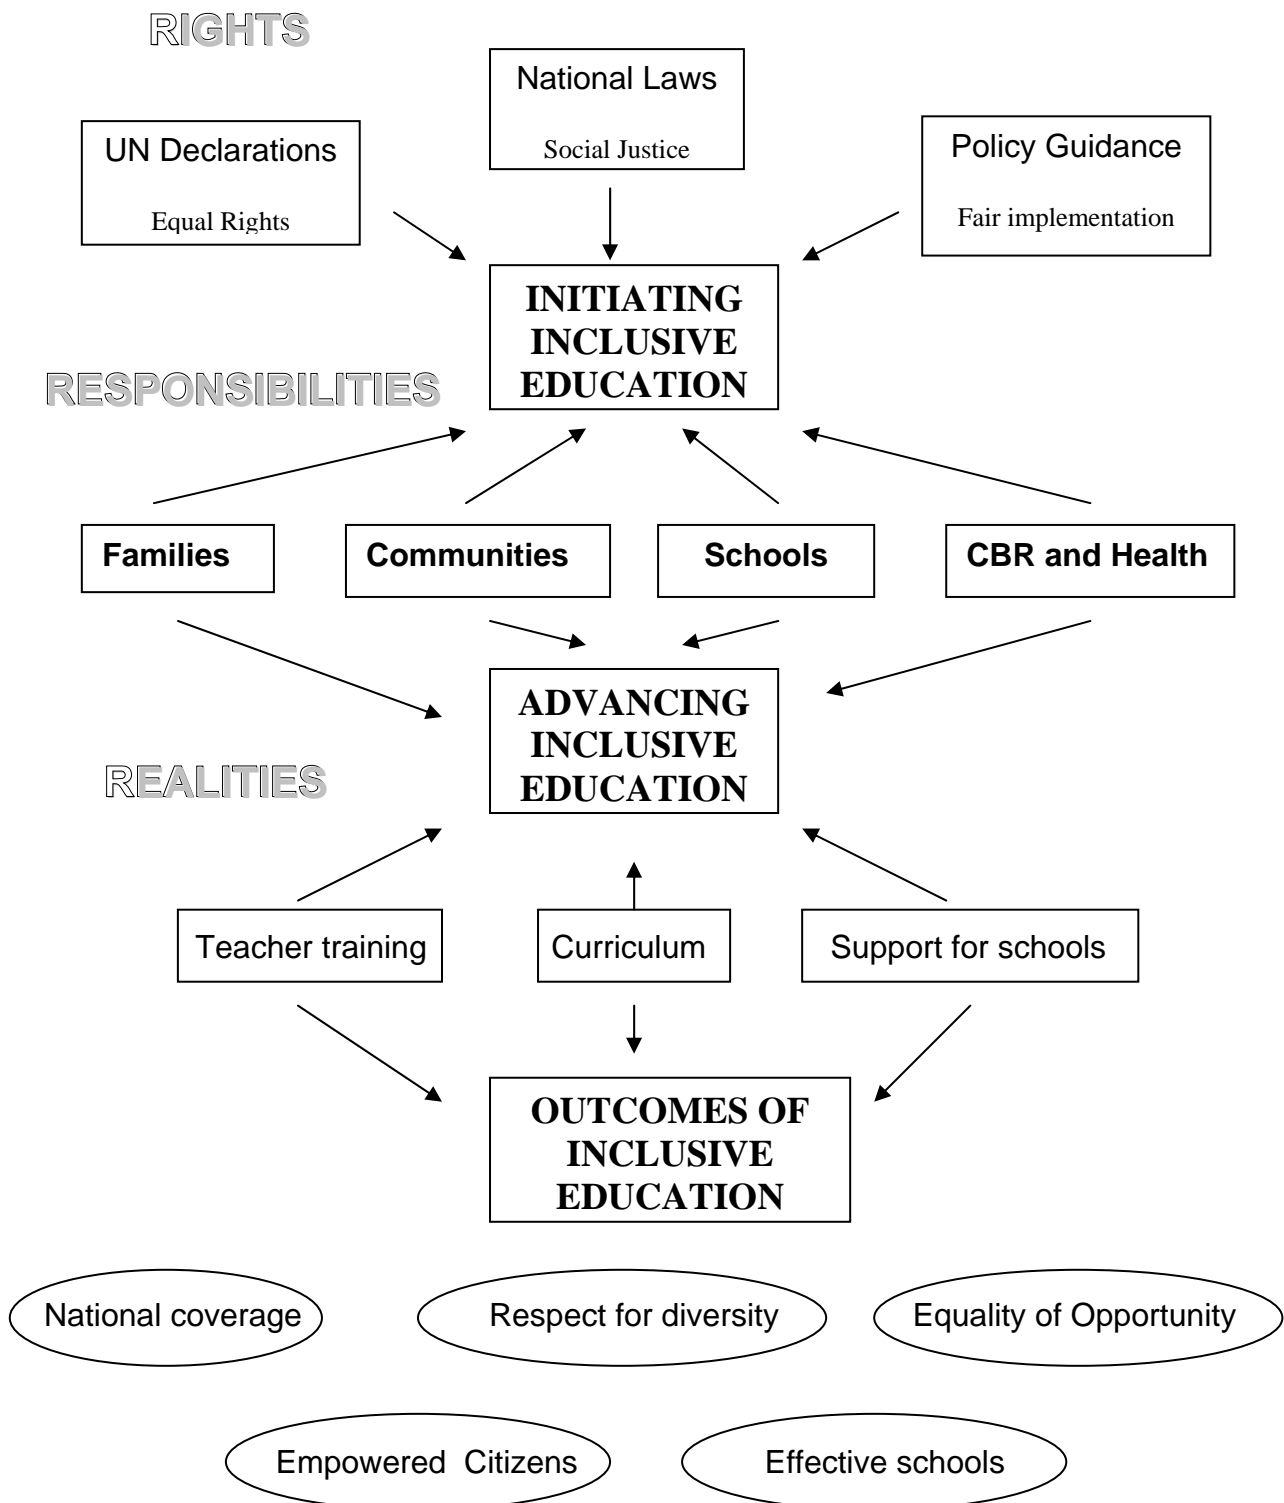 RIGHTS
National Laws
Social Justice
UN Declarations
Equal Rights
Policy Guidance
Fair implementation
INITIATING
INCLUSIVE
EDUCATION
RESPONSIBILITIES
Families
Communities
Schools
CBR and Health
ADVANCING
INCLUSIVE
EDUCATION
REALITIES
Teacher training
Curriculum
Support for schools
OUTCOMES OF
INCLUSIVE
EDUCATION
National coverage
Respect for diversity
Equality of Opportunity
Empowered Citizens
Effective schools